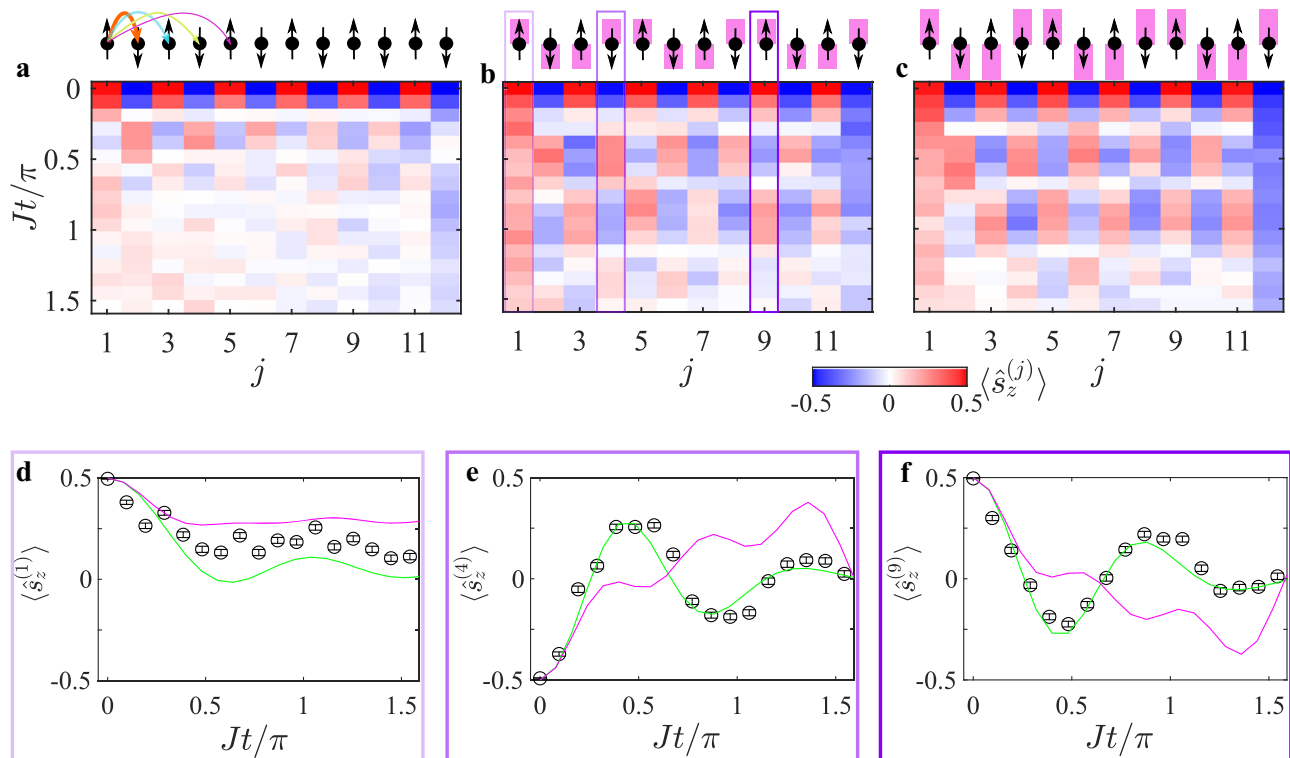 a
b
c
0
0.5
1
1.5
Jt/π
1 3 5 7 9 11
j
1 3 5 7 9 11
j
1 3 5 7 9 11
j
-0.5 0 0.5
⟨ŝ_z^(j)⟩
d
e
f
0.5
0
-0.5
⟨ŝ_z^(1)⟩
0 0.5 1 1.5
Jt/π
0.5
0
-0.5
⟨ŝ_z^(4)⟩
0 0.5 1 1.5
Jt/π
0.5
0
-0.5
⟨ŝ_z^(9)⟩
0 0.5 1 1.5
Jt/π